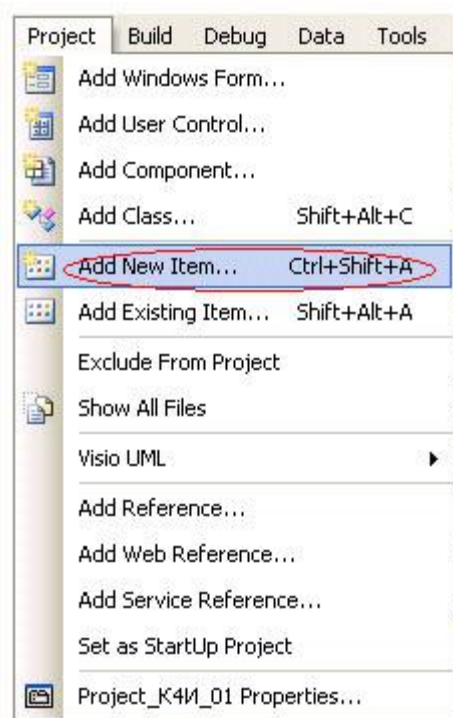 Project Build Debug Data Tools
Add Windows Form...
Add User Control...
Add Component...
Add Class... Shift+Alt+C
Add New Item... Ctrl+Shift+A
Add Existing Item... Shift+Alt+A
Exclude From Project
Show All Files
Visio UML
Add Reference...
Add Web Reference...
Add Service Reference...
Set as StartUp Project
Project_К4И_01 Properties...